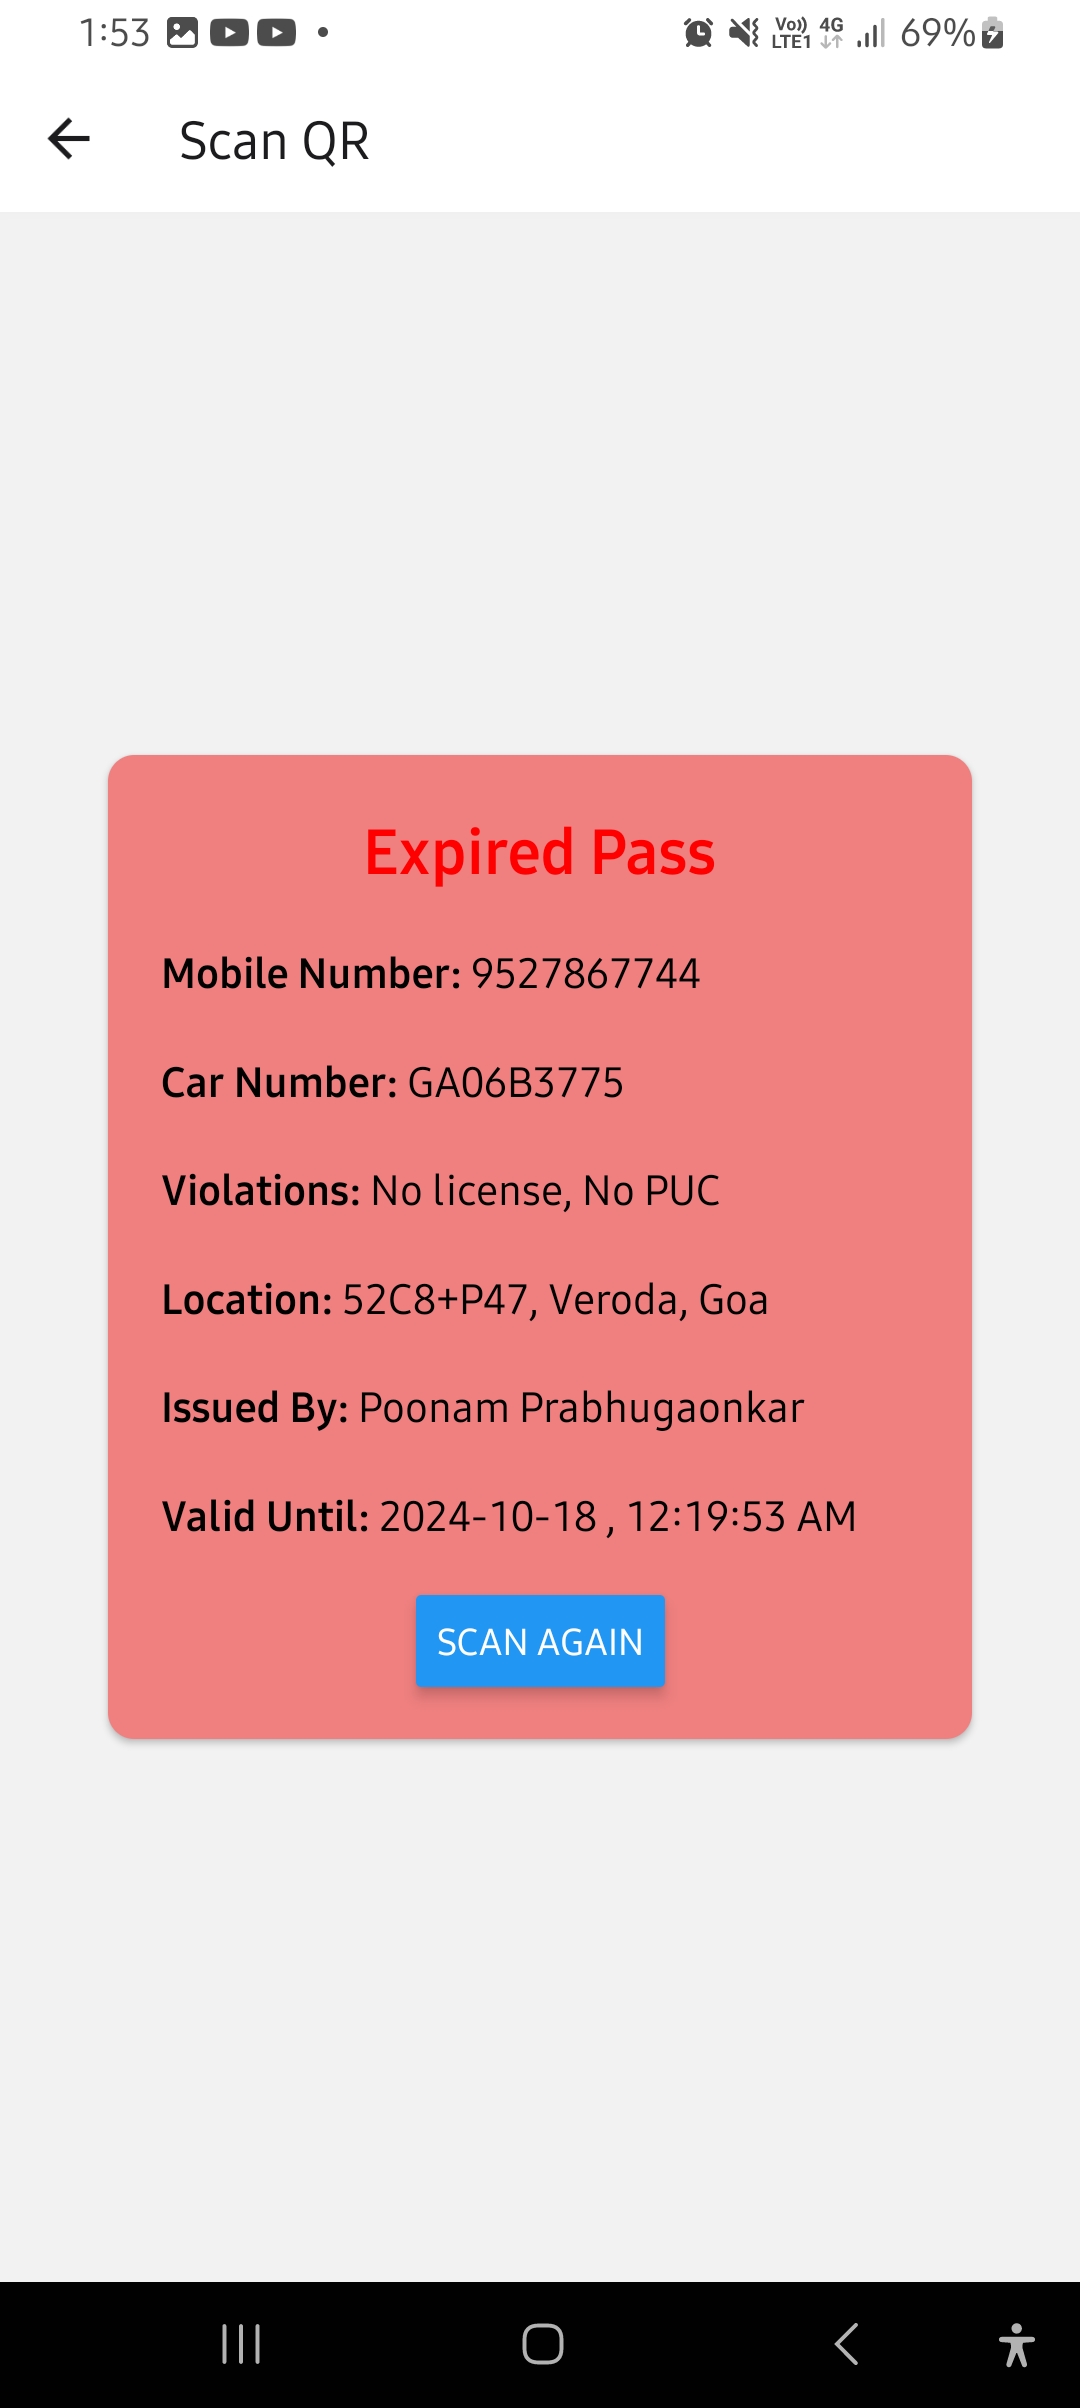 1:53 Vo)) LTE1 4G 69%
Scan QR
Expired Pass
Mobile Number: 9527867744
Car Number: GA06B3775
Violations: No license, No PUC
Location: 52C8+P47, Veroda, Goa
Issued By: Poonam Prabhugaonkar
Valid Until: 2024-10-18 , 12:19:53 AM
SCAN AGAIN